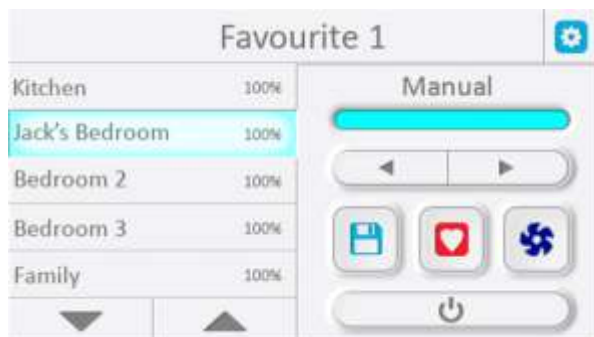 Favourite 1
Kitchen 100%
Jack's Bedroom 100%
Bedroom 2 100%
Bedroom 3 100%
Family 100%
Manual